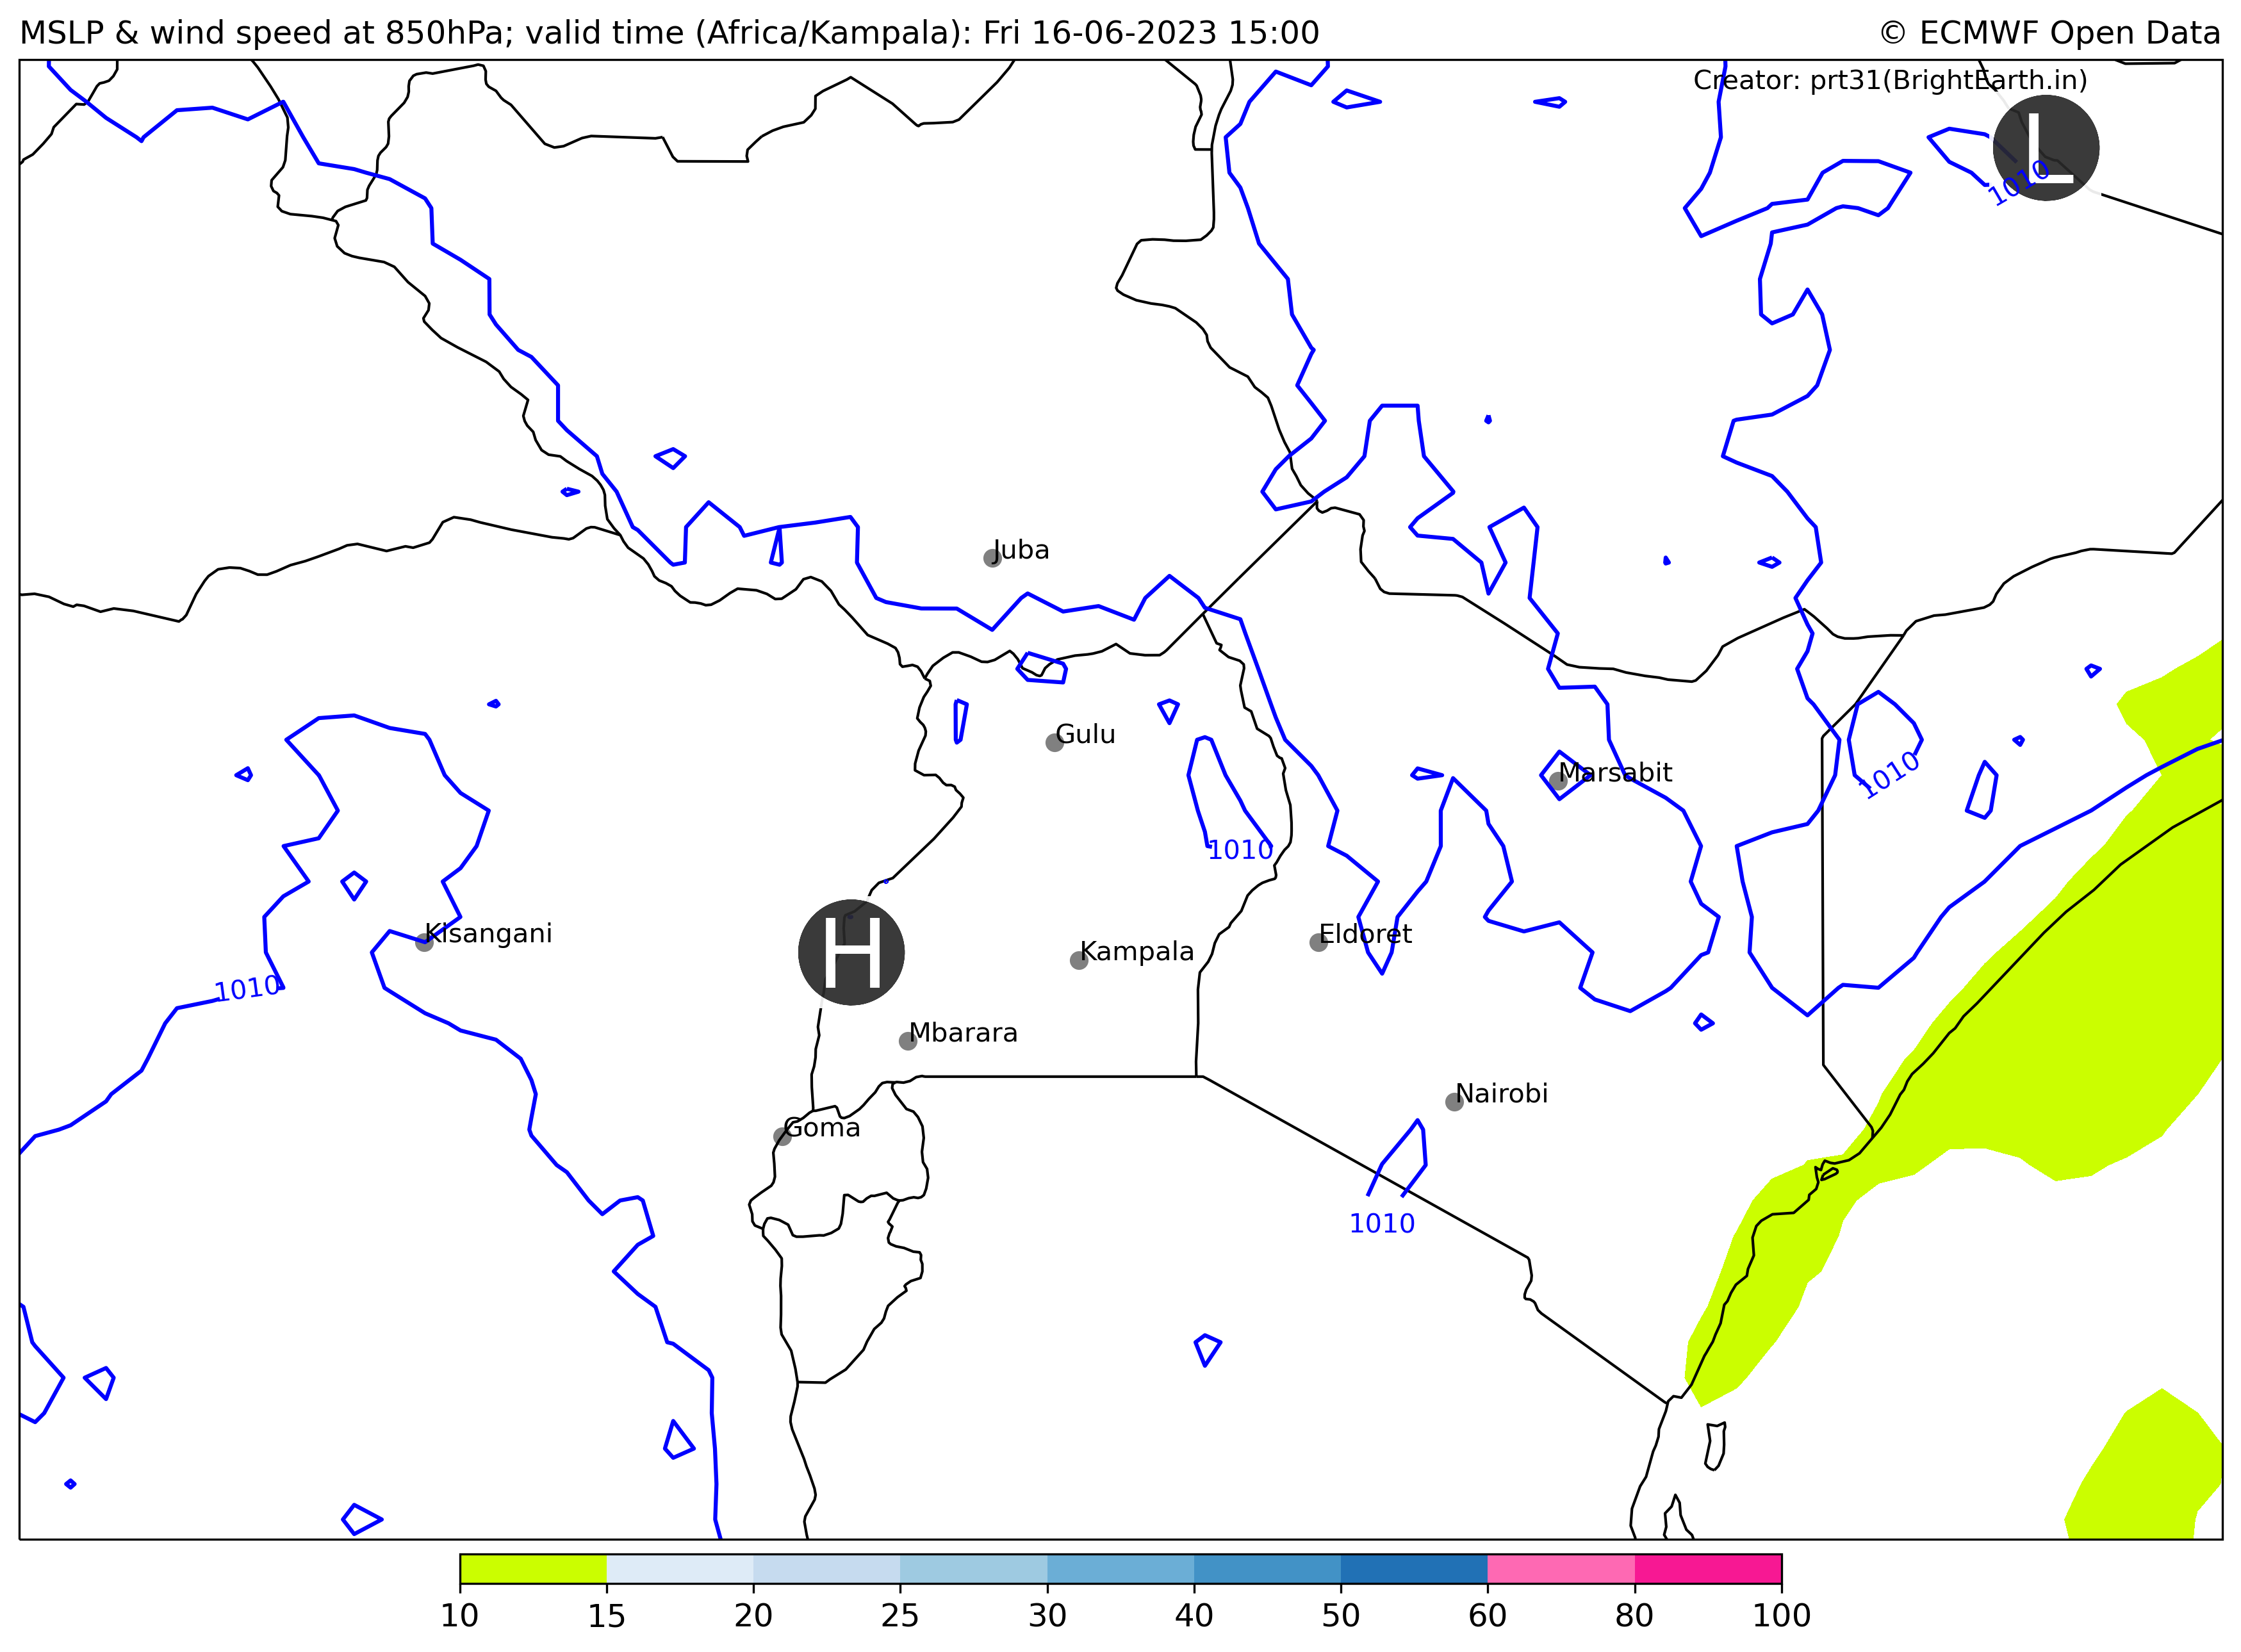 MSLP & wind speed at 850hPa; valid time (Africa/Kampala): Fri 16-06-2023 15:00
© ECMWF Open Data
Creator: prt31(BrightEarth.in)
L
1010
Juba
Gulu
Marsabit
1010
1010
Kisangani
H
Kampala
Eldoret
1010
Mbarara
Nairobi
Goma
1010
10 15 20 25 30 40 50 60 80 100